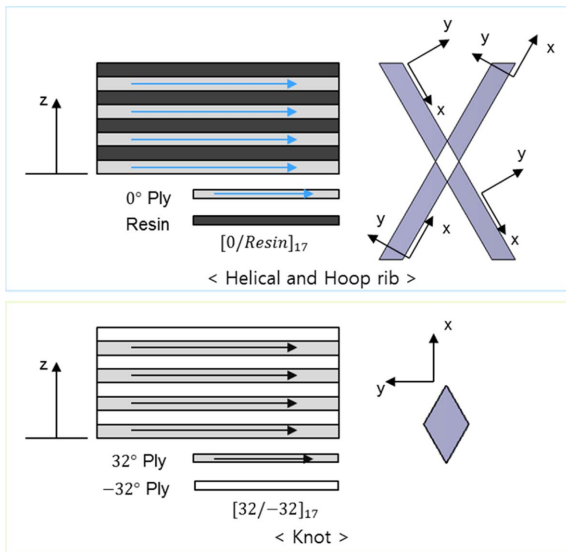 z
0° Ply
Resin
[0/Resin]₁₇
y
x
y
x
y
x
y
x
< Helical and Hoop rib >
z
32° Ply
−32° Ply
[32/−32]₁₇
x
y
< Knot >